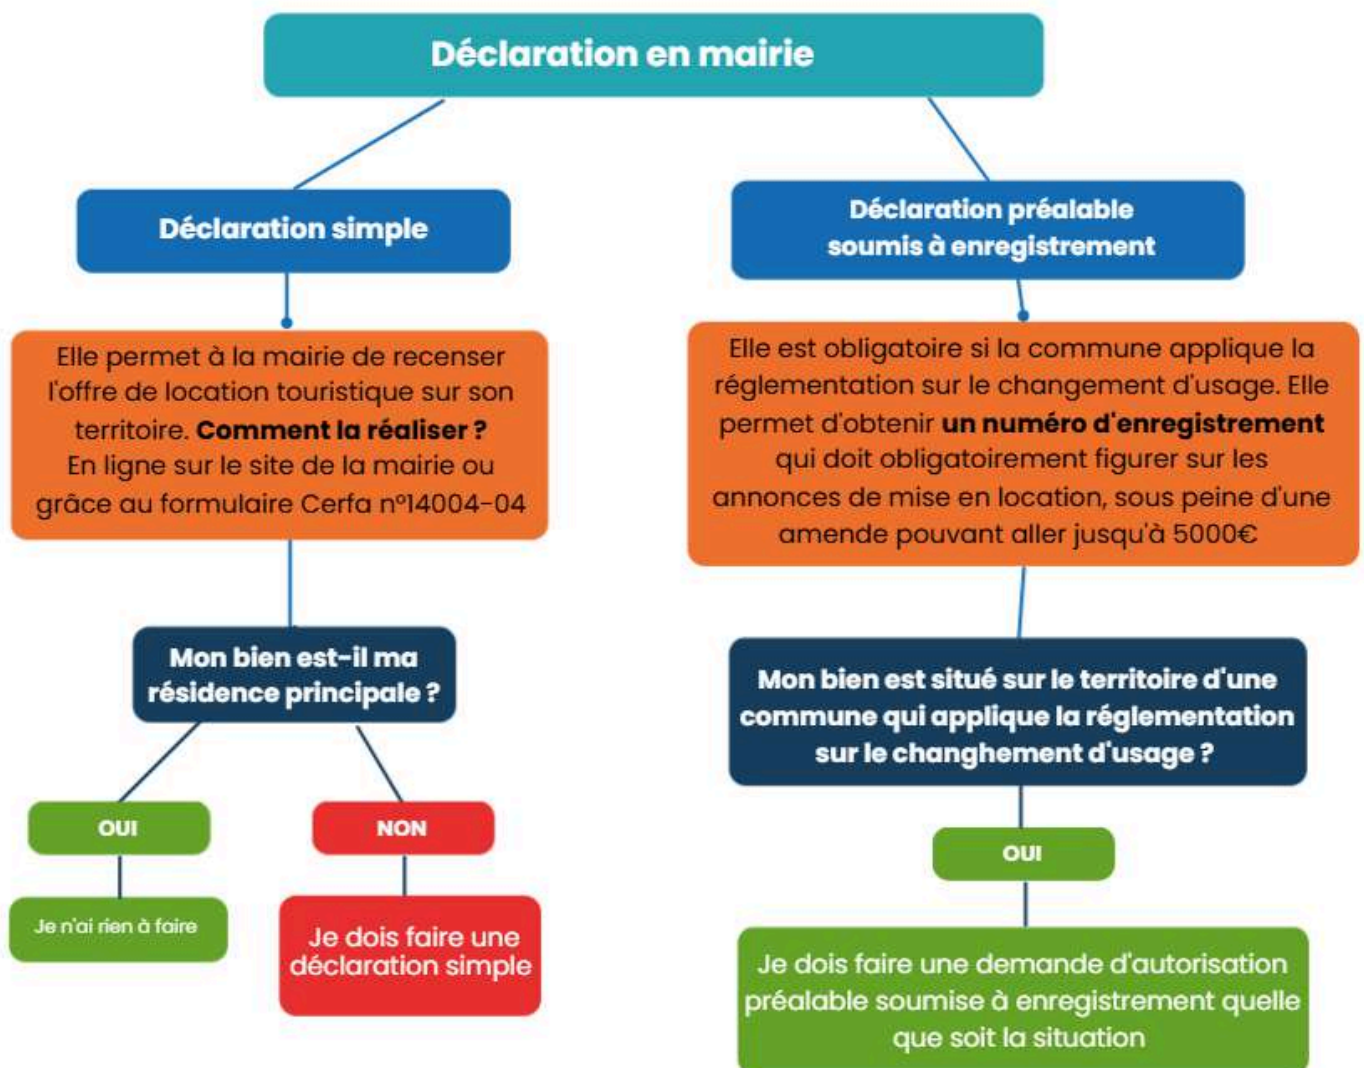 Déclaration en mairie
Déclaration simple
Elle permet à la mairie de recenser
l'offre de location touristique sur son
territoire. Comment la réaliser ?
En ligne sur le site de la mairie ou
grâce au formulaire Cerfa n°14004-04
Mon bien est-il ma
résidence principale ?
OUI
Je n'ai rien à faire
NON
Je dois faire une
déclaration simple
Déclaration préalable
soumis à enregistrement
Elle est obligatoire si la commune applique la
réglementation sur le changement d'usage. Elle
permet d'obtenir un numéro d'enregistrement
qui doit obligatoirement figurer sur les
annonces de mise en location, sous peine d'une
amende pouvant aller jusqu'à 5000€
Mon bien est situé sur le territoire d'une
commune qui applique la réglementation
sur le changhement d'usage ?
OUI
Je dois faire une demande d'autorisation
préalable soumise à enregistrement quelle
que soit la situation